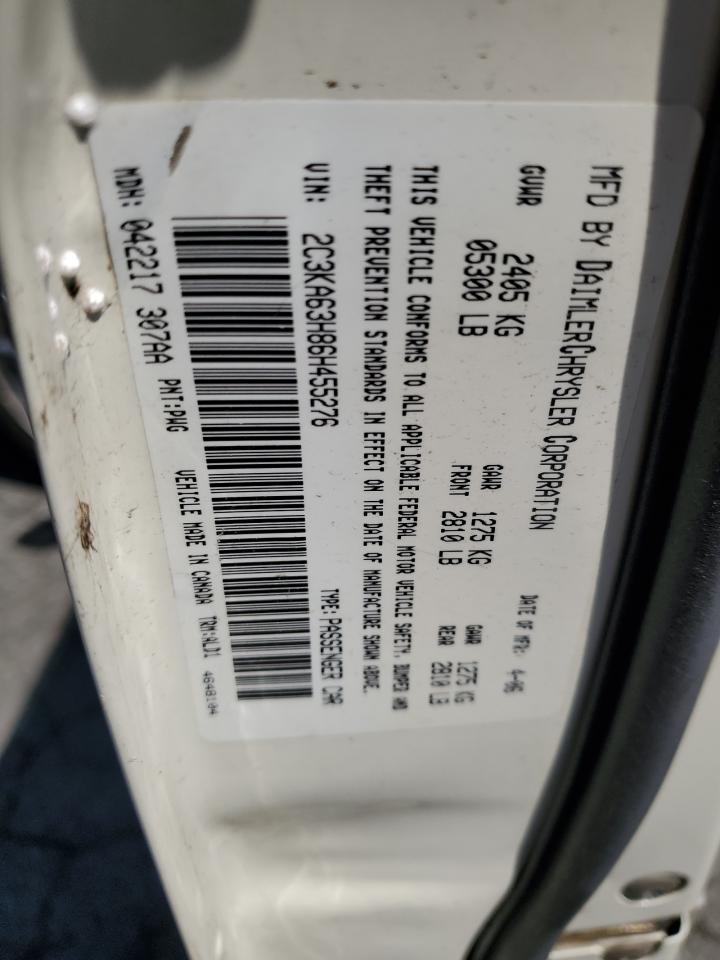 MFD BY DAIMLERCHRYSLER CORPORATION
DATE OF MFR: 4-06
GVWR 2405 KG
05300 LB
GAWR 1275 KG
FRONT 2810 LB
GAWR 1275 KG
REAR 2810 LB
THIS VEHICLE CONFORMS TO ALL APPLICABLE FEDERAL MOTOR VEHICLE SAFETY, BUMPER AND
THEFT PREVENTION STANDARDS IN EFFECT ON THE DATE OF MANUFACTURE SHOWN ABOVE.
VIN: 2C3KA63H86H455276 TYPE: PASSENGER CAR
MDH: 042217 307AA PNT:PWG VEHICLE MADE IN CANADA TRM:ALD1 4648104